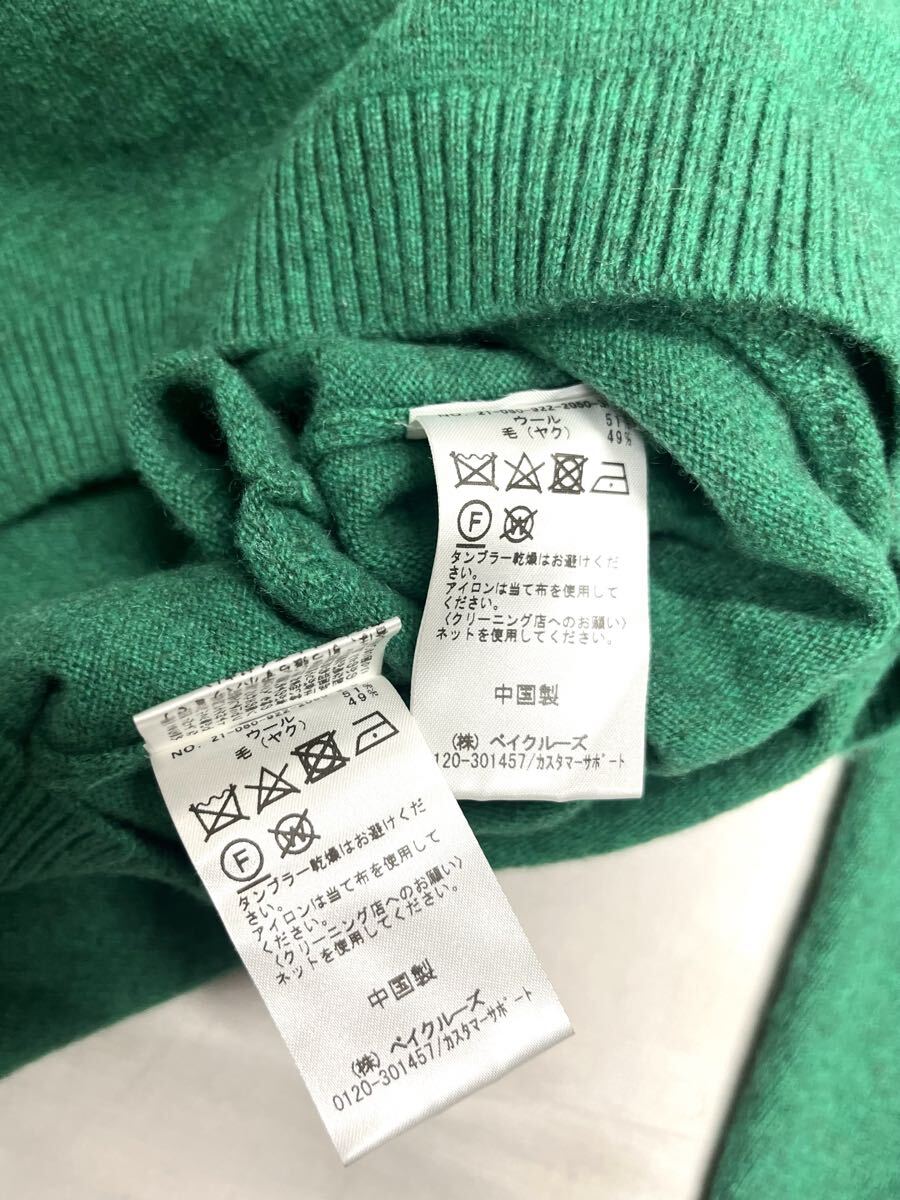 NO. 21-080-922-2050-
ウール 51%
毛(ヤク) 49%
F
W
タンブラー乾燥はお避けくだ
さい。
アイロンは当て布を使用して
ください。
〈クリーニング店へのお願い〉
ネットを使用してください。
中国製
(株) ベイクルーズ
0120-301457/カスタマーサポート
NO. 21-080-922-
ウール 51%
毛(ヤク) 49%
F
W
タンブラー乾燥はお避けくだ
さい。
アイロンは当て布を使用して
ください。
〈クリーニング店へのお願い〉
ネットを使用してください。
中国製
(株) ベイクルーズ
0120-301457/カスタマーサポート